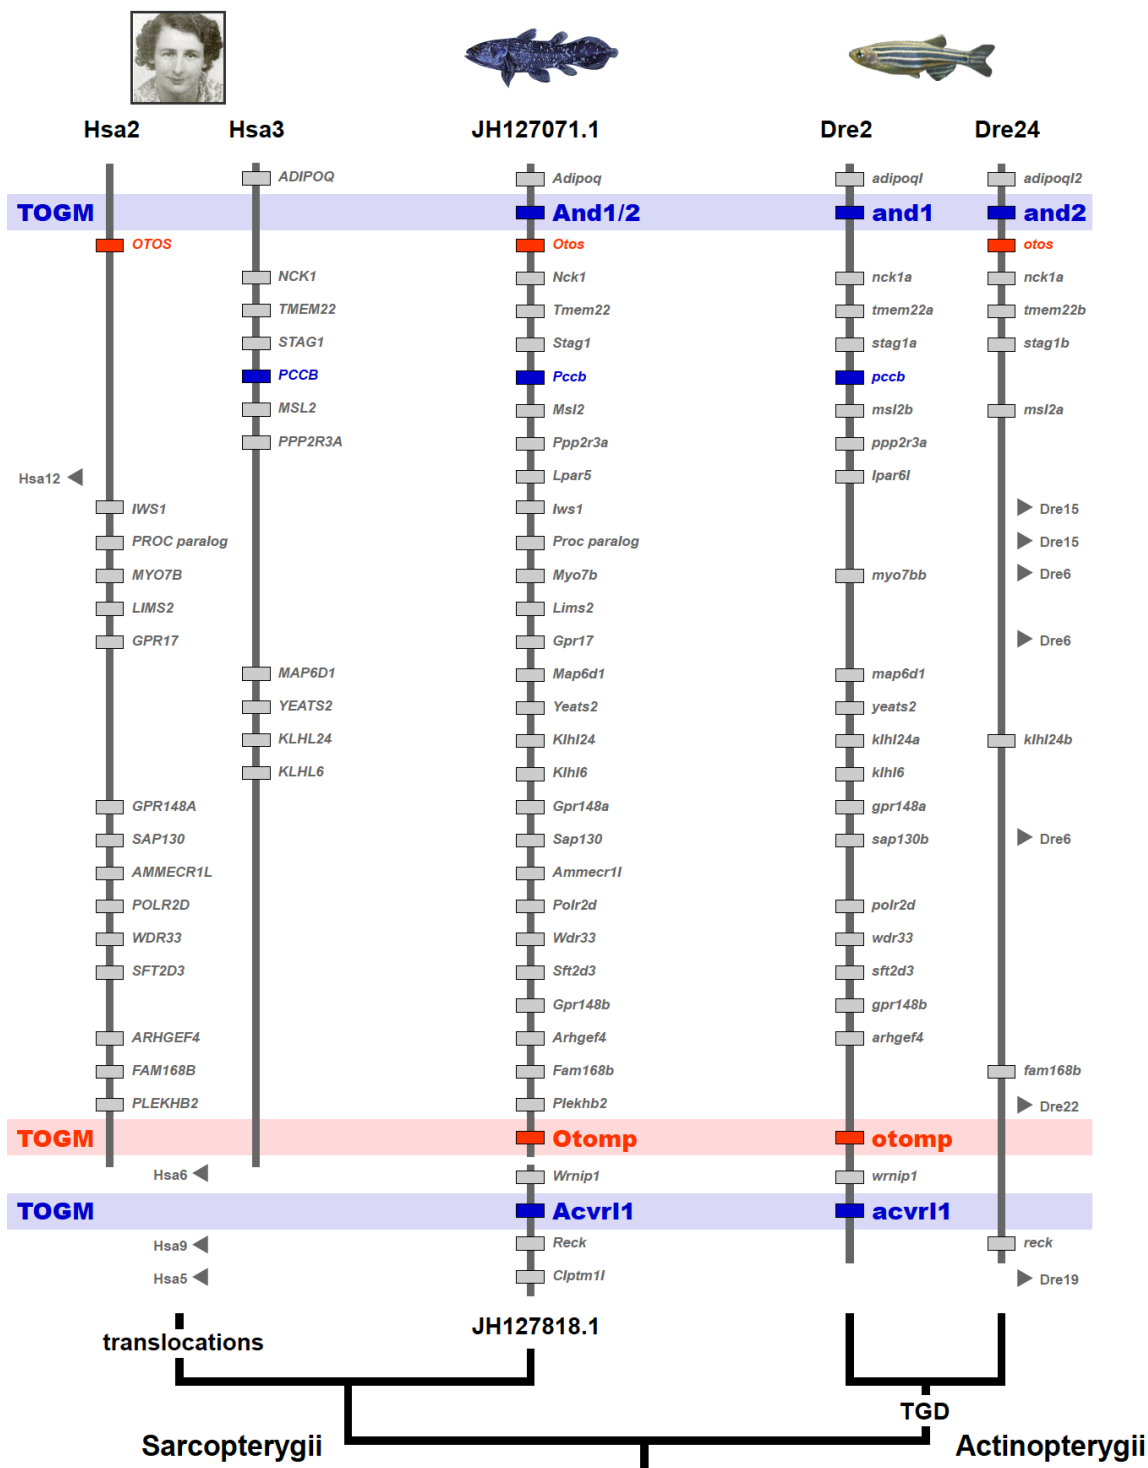 Hsa2 Hsa3 JH127071.1 Dre2 Dre24
ADIPOQ Adipoq adipoql adipoql2
TOGM And1/2 and1 and2
OTOS Otos otos
NCK1 Nck1 nck1a nck1a
TMEM22 Tmem22 tmem22a tmem22b
STAG1 Stag1 stag1a stag1b
PCCB Pccb pccb
MSL2 Msl2 msl2b msl2a
PPP2R3A Ppp2r3a ppp2r3a
Hsa12 Lpar5 lpar6l
IWS1 Iws1 Dre15
PROC paralog Proc paralog Dre15
MYO7B Myo7b myo7bb Dre6
LIMS2 Lims2
GPR17 Gpr17 Dre6
MAP6D1 Map6d1 map6d1
YEATS2 Yeats2 yeats2
KLHL24 Klhl24 klhl24a klhl24b
KLHL6 Klhl6 klhl6
GPR148A Gpr148a gpr148a
SAP130 Sap130 sap130b Dre6
AMMECR1L Ammecr1l
POLR2D Polr2d polr2d
WDR33 Wdr33 wdr33
SFT2D3 Sft2d3 sft2d3
Gpr148b gpr148b
ARHGEF4 Arhgef4 arhgef4
FAM168B Fam168b fam168b
PLEKHB2 Plekhb2 Dre22
TOGM Otomp otomp
Hsa6 Wrnip1 wrnip1
TOGM Acvrl1 acvrl1
Hsa9 Reck reck
Hsa5 Clptm1l Dre19
JH127818.1
translocations
TGD
Sarcopterygii Actinopterygii